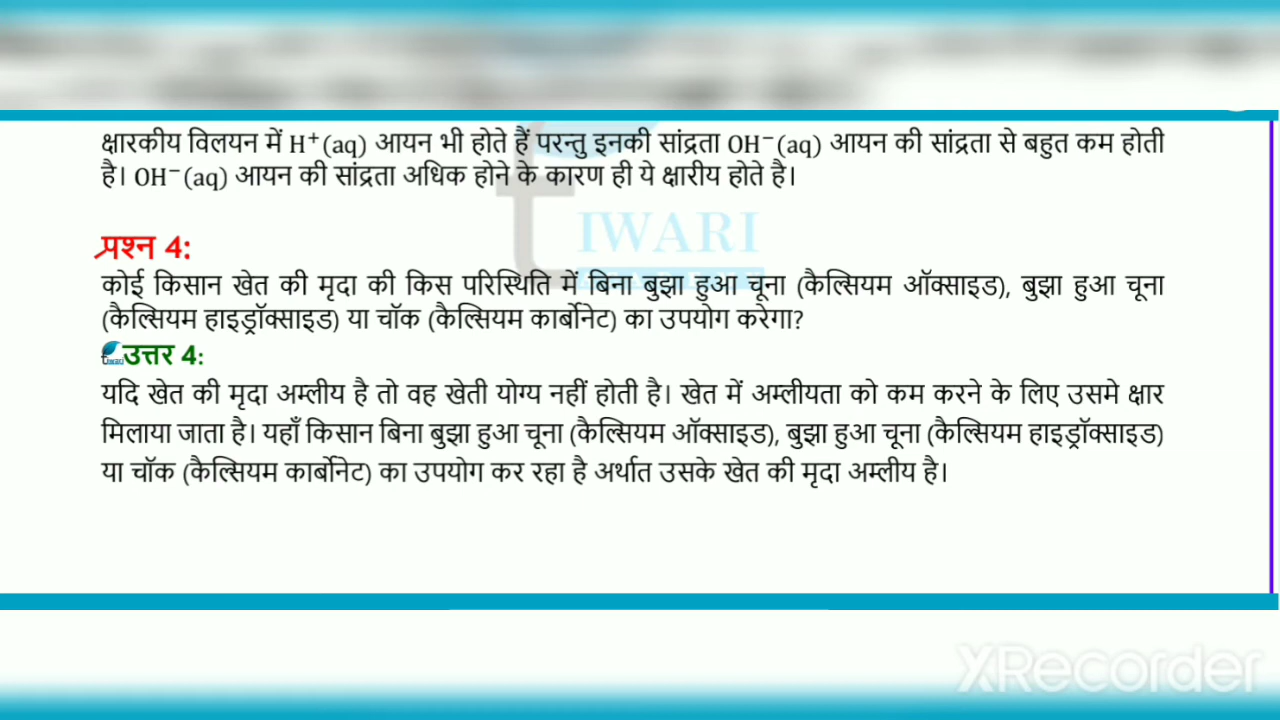 क्षारकीय विलयन में H⁺(aq) आयन भी होते हैं परन्तु इनकी सांद्रता OH⁻(aq) आयन की सांद्रता से बहुत कम होती
है। OH⁻(aq) आयन की सांद्रता अधिक होने के कारण ही ये क्षारीय होते है।
IWARI
प्रश्न 4:
कोई किसान खेत की मृदा की किस परिस्थिति में बिना बुझा हुआ चूना (कैल्सियम ऑक्साइड), बुझा हुआ चूना
(कैल्सियम हाइड्रॉक्साइड) या चॉक (कैल्सियम कार्बोनेट) का उपयोग करेगा?
उत्तर 4:
यदि खेत की मृदा अम्लीय है तो वह खेती योग्य नहीं होती है। खेत में अम्लीयता को कम करने के लिए उसमे क्षार
मिलाया जाता है। यहाँ किसान बिना बुझा हुआ चूना (कैल्सियम ऑक्साइड), बुझा हुआ चूना (कैल्सियम हाइड्रॉक्साइड)
या चॉक (कैल्सियम कार्बोनेट) का उपयोग कर रहा है अर्थात उसके खेत की मृदा अम्लीय है।
XRecorder